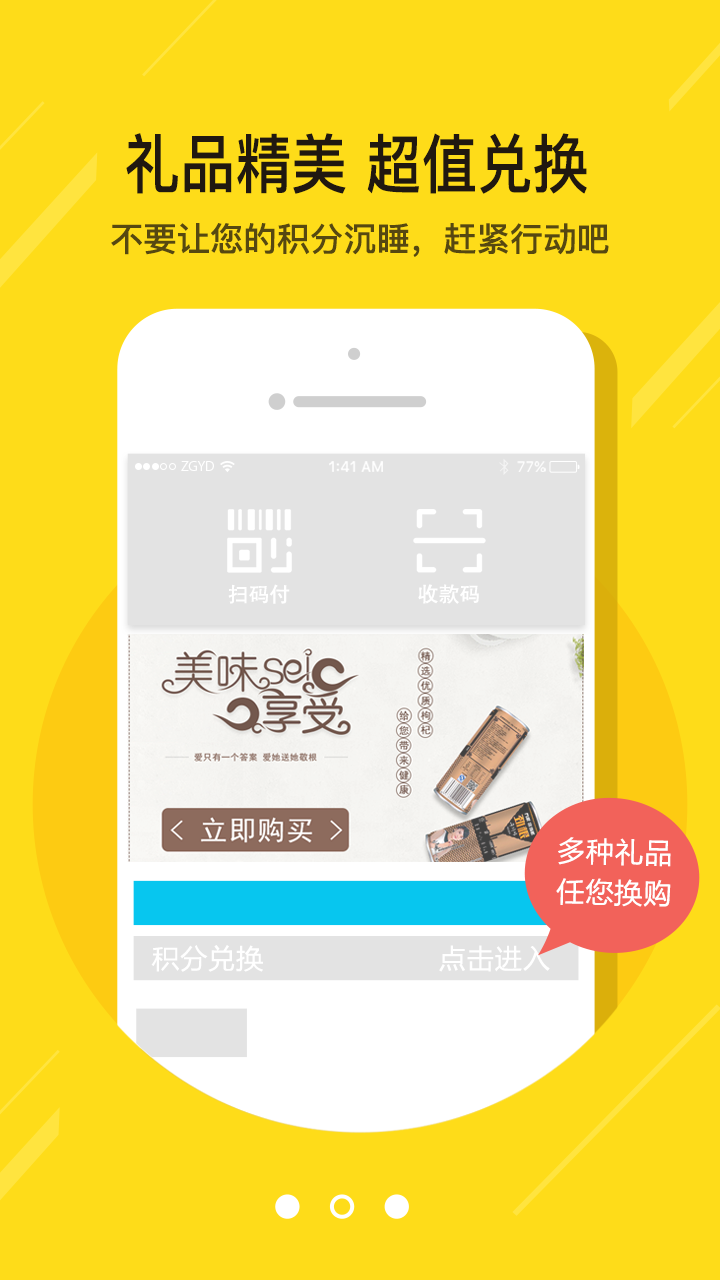 礼品精美 超值兑换
不要让您的积分沉睡，赶紧行动吧
ZGYD
1:41 AM
77%
扫码付
收款码
美味sei
享受
爱只有一个答案 爱她送她敬根
精选优质枸杞
给您带来健康
< 立即购买 >
多种礼品
任您换购
积分兑换
点击进入